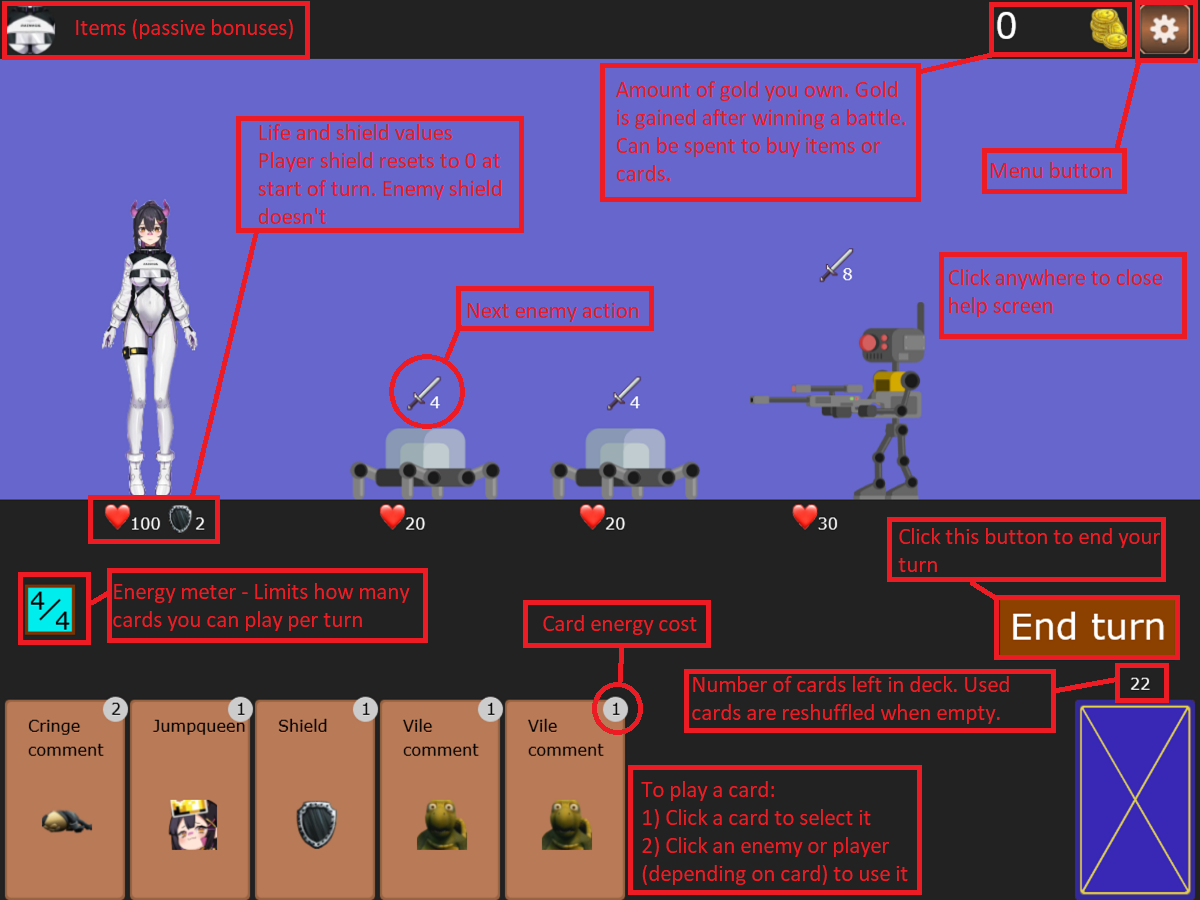 Items (passive bonuses)
0
Amount of gold you own. Gold
is gained after winning a battle.
Can be spent to buy items or
cards.
Menu button
Life and shield values
Player shield resets to 0 at
start of turn. Enemy shield
doesn't
Click anywhere to close
help screen
8
Next enemy action
4
4
100
2
20
20
30
Click this button to end your
turn
4/4
Energy meter - Limits how many
cards you can play per turn
Card energy cost
End turn
Number of cards left in deck. Used
cards are reshuffled when empty.
22
2
Cringe
comment
1
Jumpqueen
1
Shield
1
Vile
comment
1
Vile
comment
To play a card:
1) Click a card to select it
2) Click an enemy or player
(depending on card) to use it